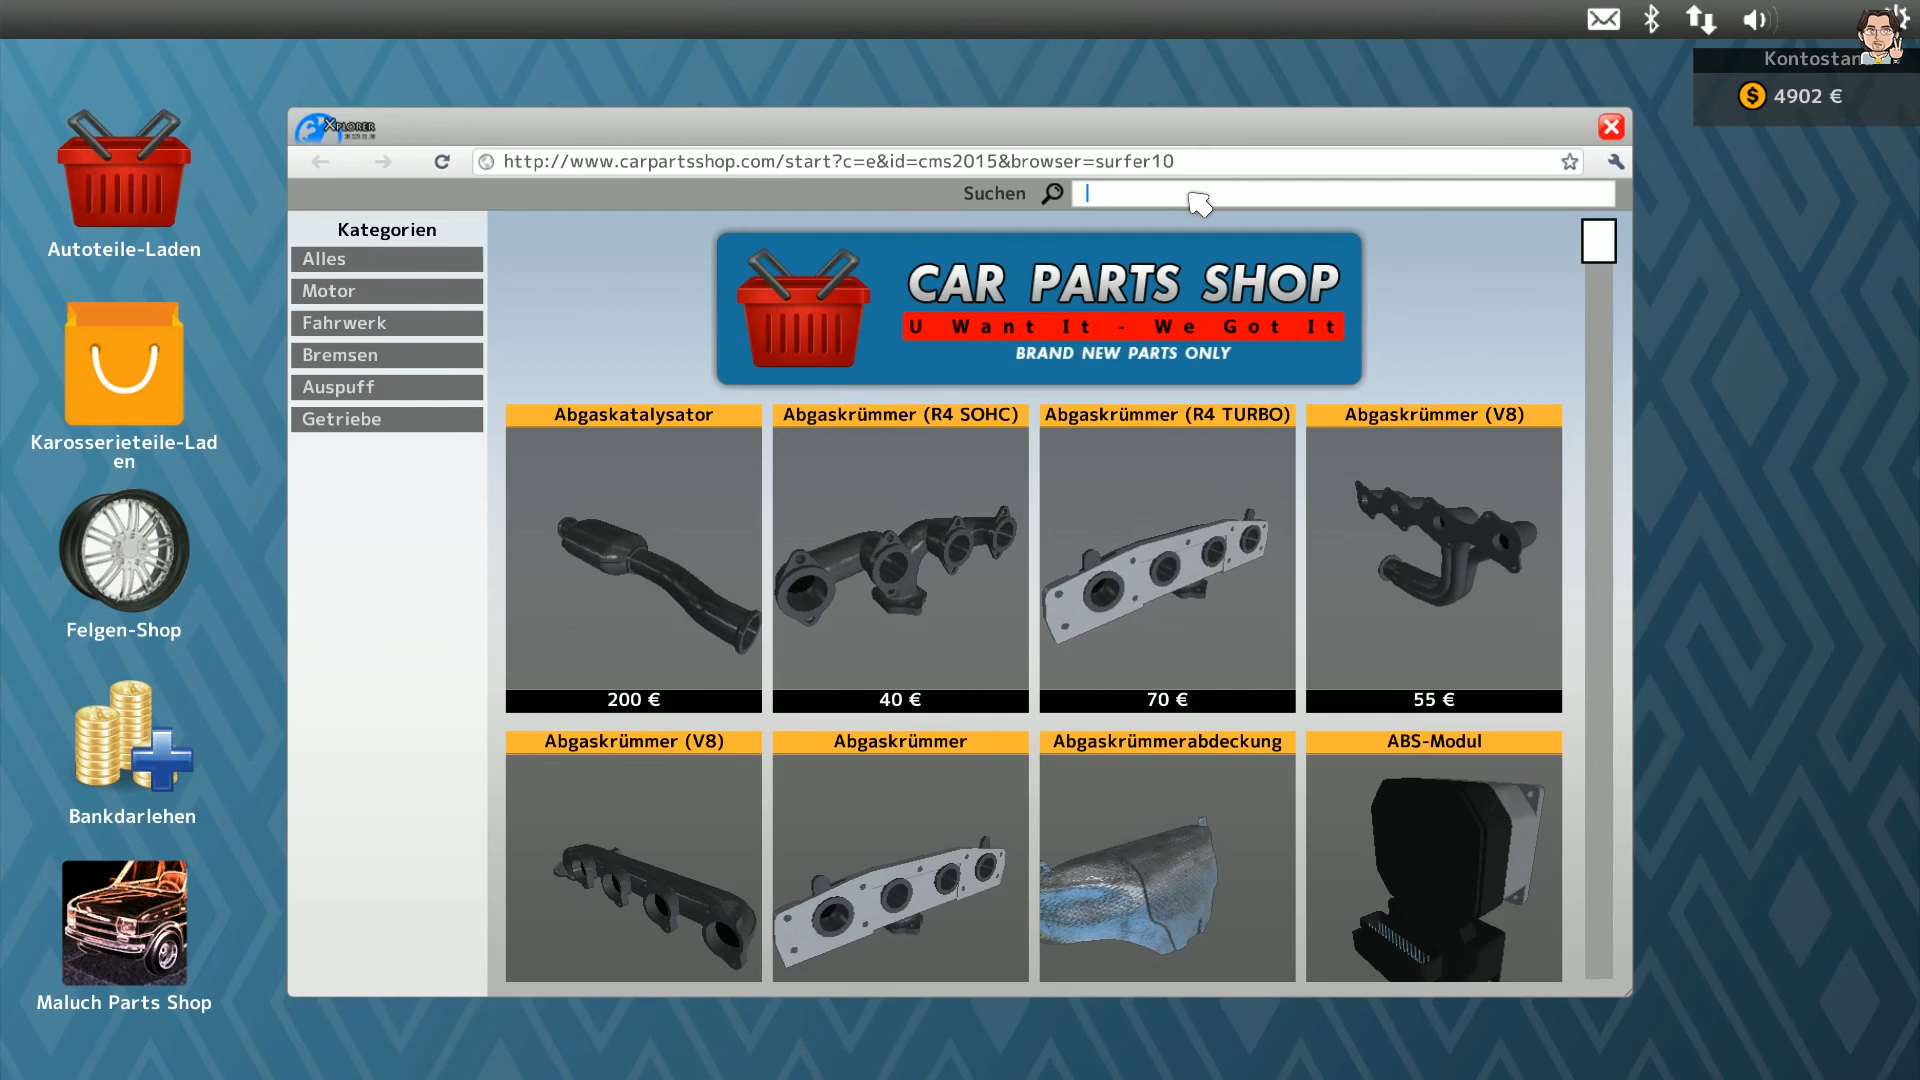 Kontostan
4902 €
XPLORER
http://www.carpartsshop.com/start?c=e&id=cms2015&browser=surfer10
Suchen
Kategorien
Alles
Motor
Fahrwerk
Bremsen
Auspuff
Getriebe
CAR PARTS SHOP
U Want It - We Got It
BRAND NEW PARTS ONLY
Abgaskatalysator
Abgaskrümmer (R4 SOHC)
Abgaskrümmer (R4 TURBO)
Abgaskrümmer (V8)
200 €
40 €
70 €
55 €
Abgaskrümmer (V8)
Abgaskrümmer
Abgaskrümmerabdeckung
ABS-Modul
Autoteile-Laden
Karosserieteile-Lad
en
Felgen-Shop
Bankdarlehen
Maluch Parts Shop